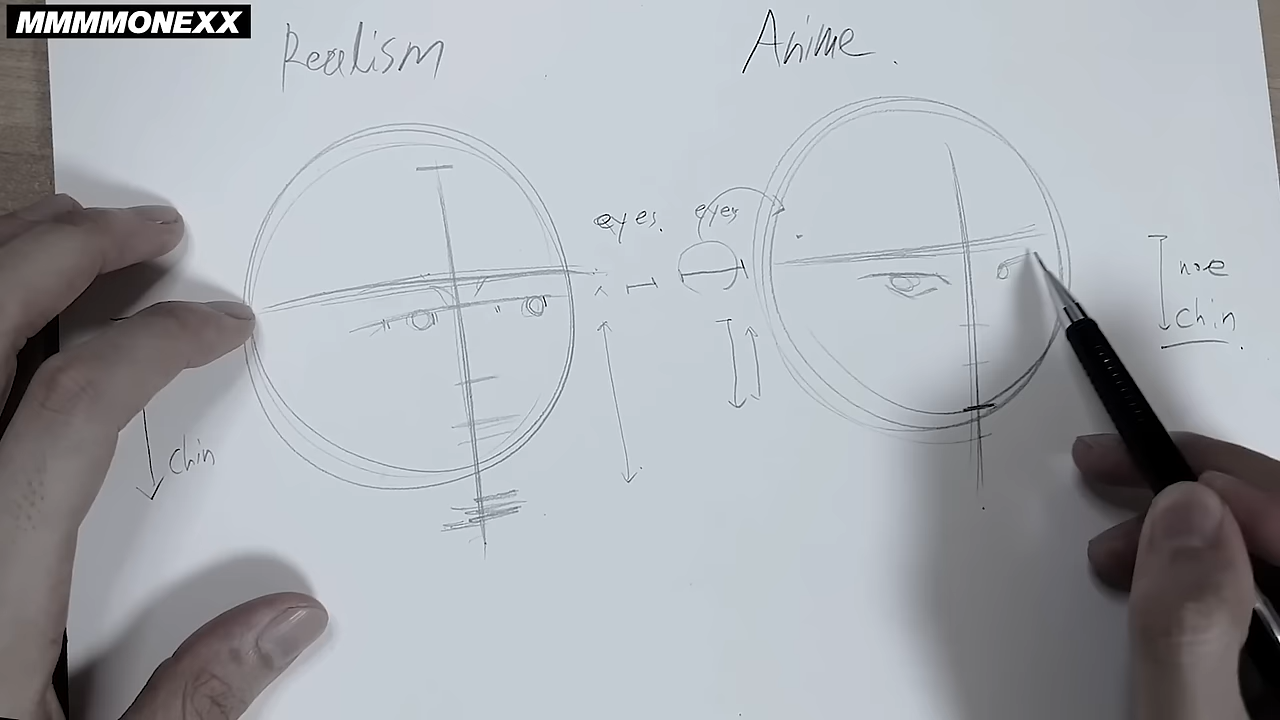 MMMMONEXX
Realism
Anime.
eyes.
eyes
nose
chin.
chin